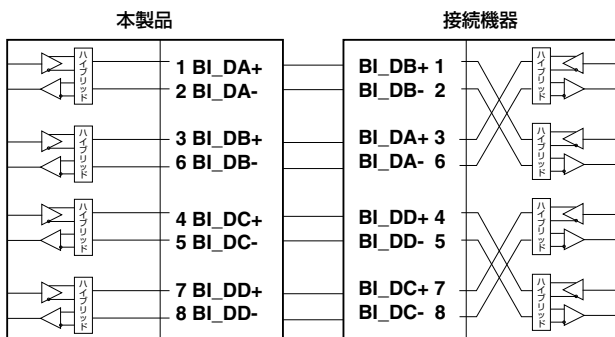 本製品
接続機器
ハイブリッド
1 BI_DA+
2 BI_DA-
ハイブリッド
3 BI_DB+
6 BI_DB-
ハイブリッド
4 BI_DC+
5 BI_DC-
ハイブリッド
7 BI_DD+
8 BI_DD-
BI_DB+ 1
BI_DB- 2
ハイブリッド
BI_DA+ 3
BI_DA- 6
ハイブリッド
BI_DD+ 4
BI_DD- 5
ハイブリッド
BI_DC+ 7
BI_DC- 8
ハイブリッド